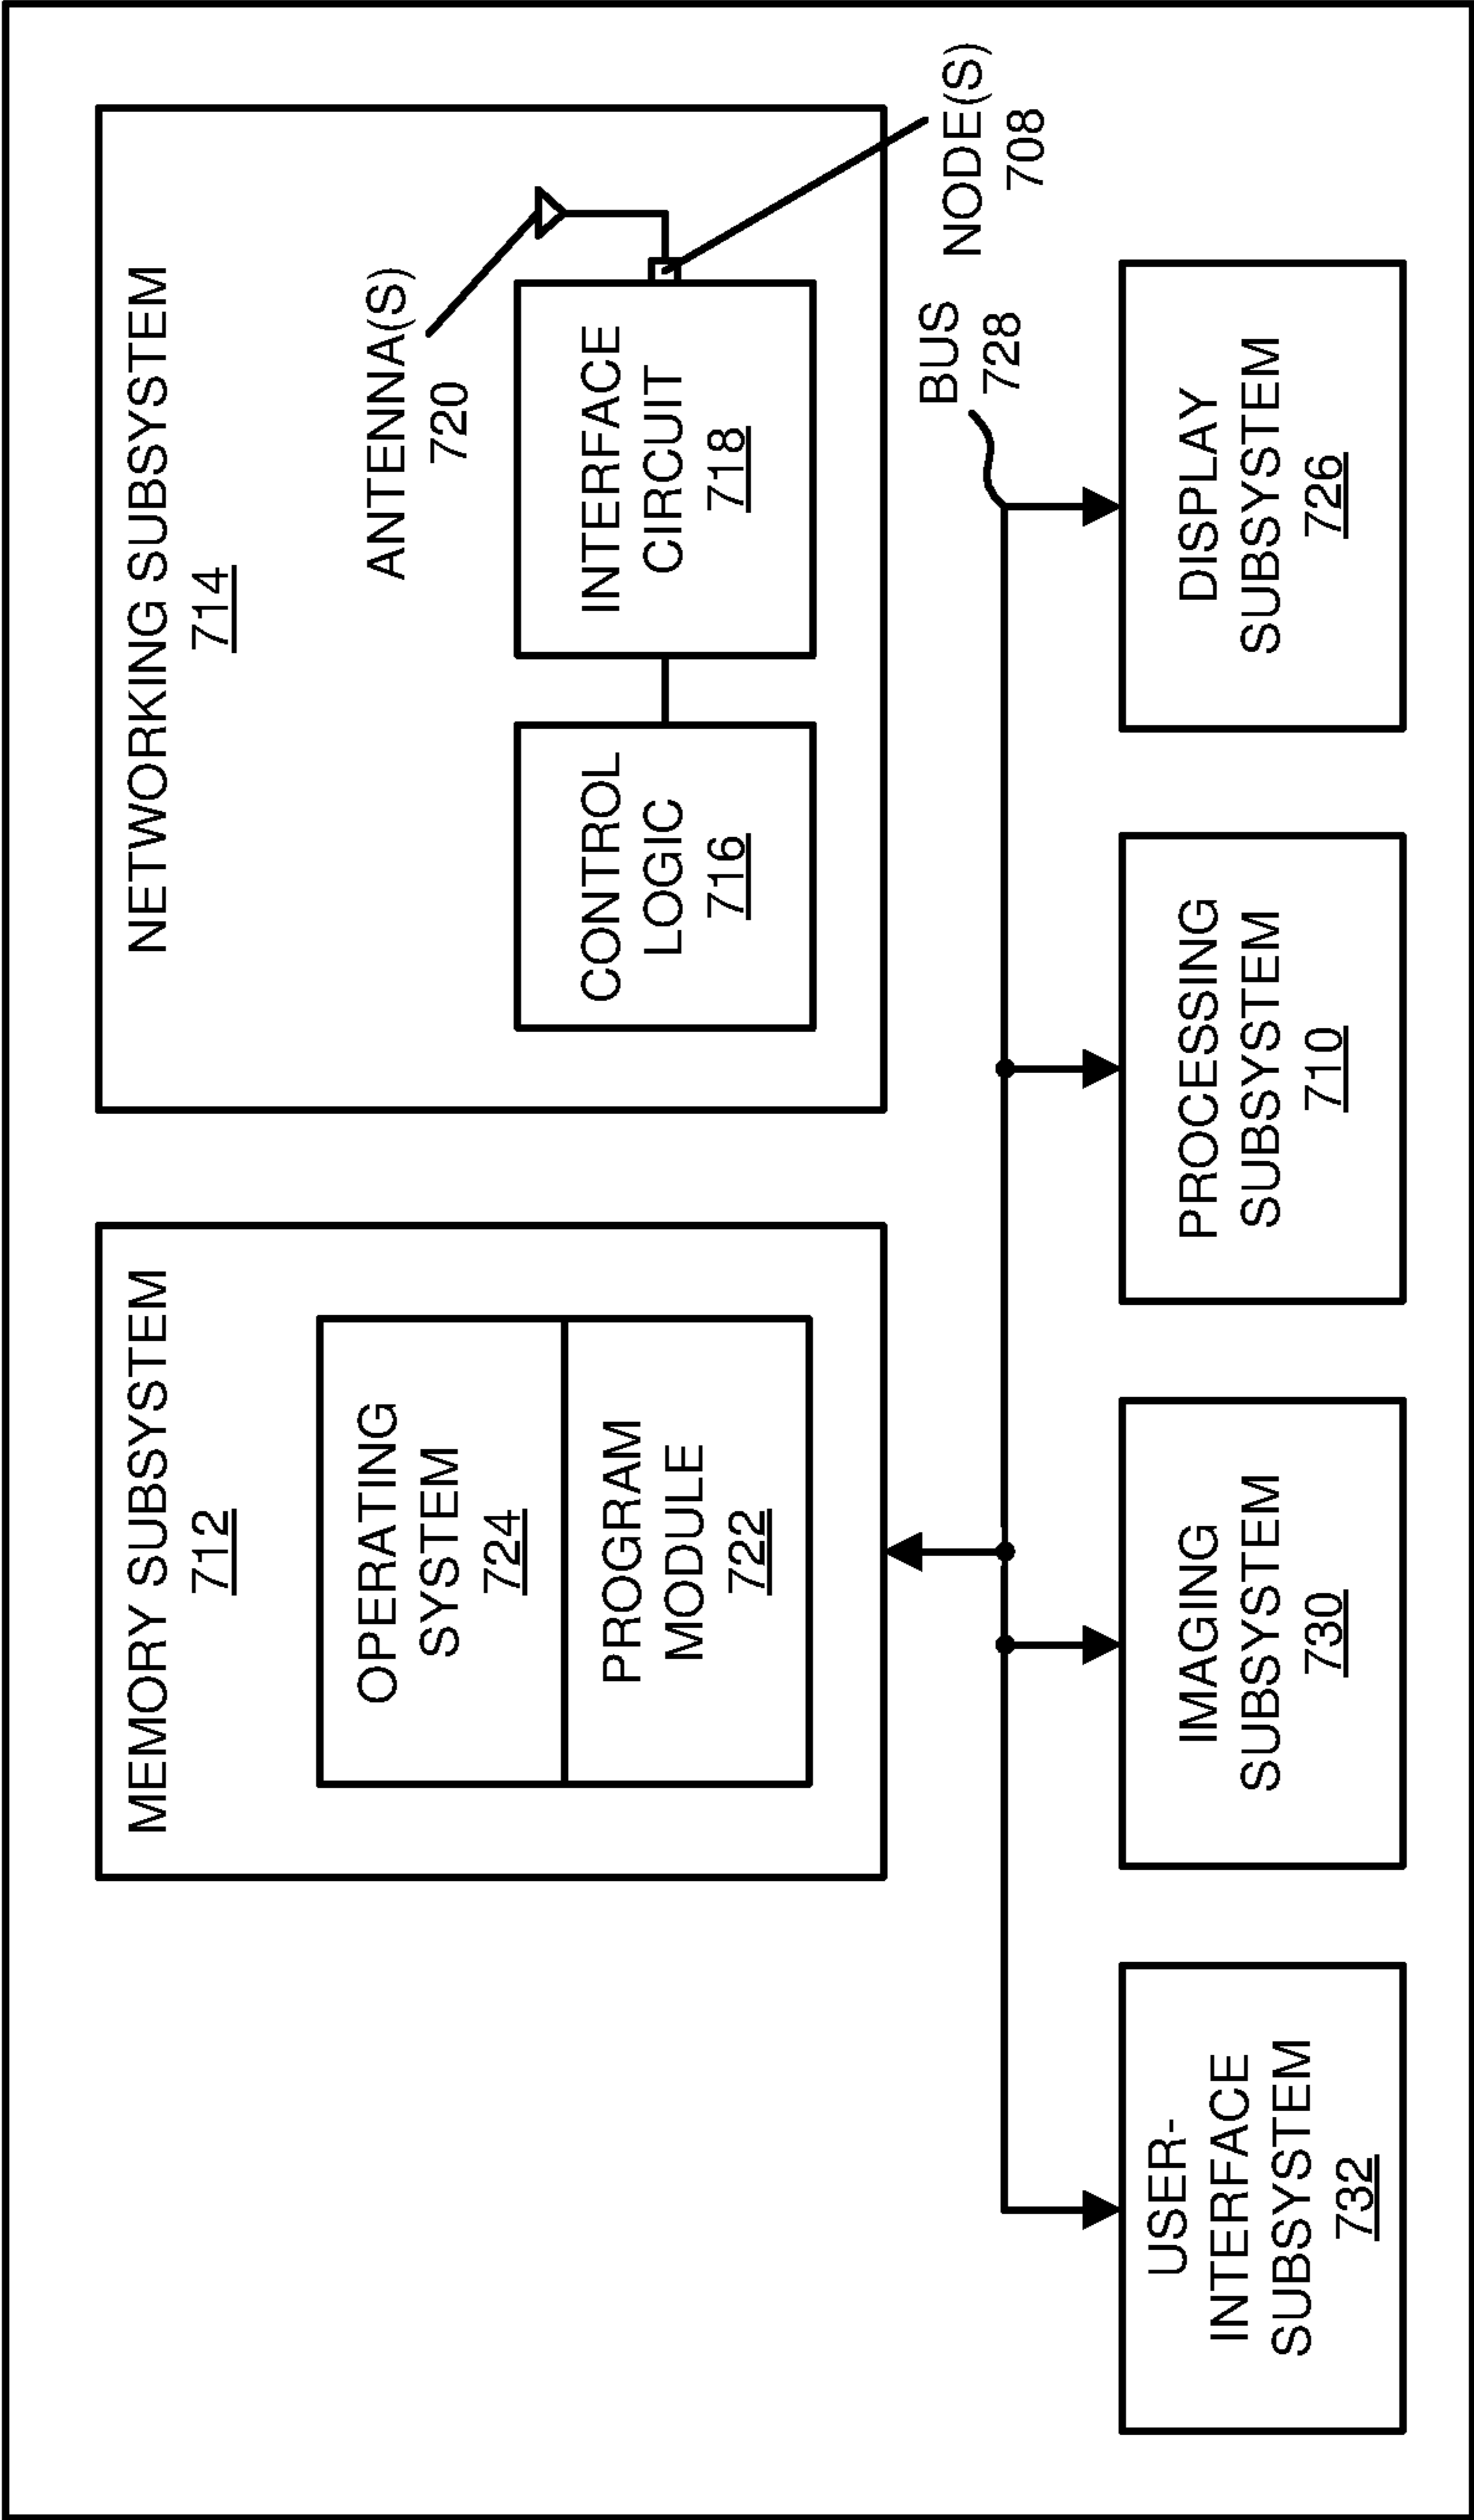 MEMORY SUBSYSTEM
712
OPERATING
SYSTEM
724
PROGRAM
MODULE
722
NETWORKING SUBSYSTEM
714
ANTENNA(S)
720
CONTROL
LOGIC
716
INTERFACE
CIRCUIT
718
NODE(S)
708
BUS
728
USER-
INTERFACE
SUBSYSTEM
732
IMAGING
SUBSYSTEM
730
PROCESSING
SUBSYSTEM
710
DISPLAY
SUBSYSTEM
726